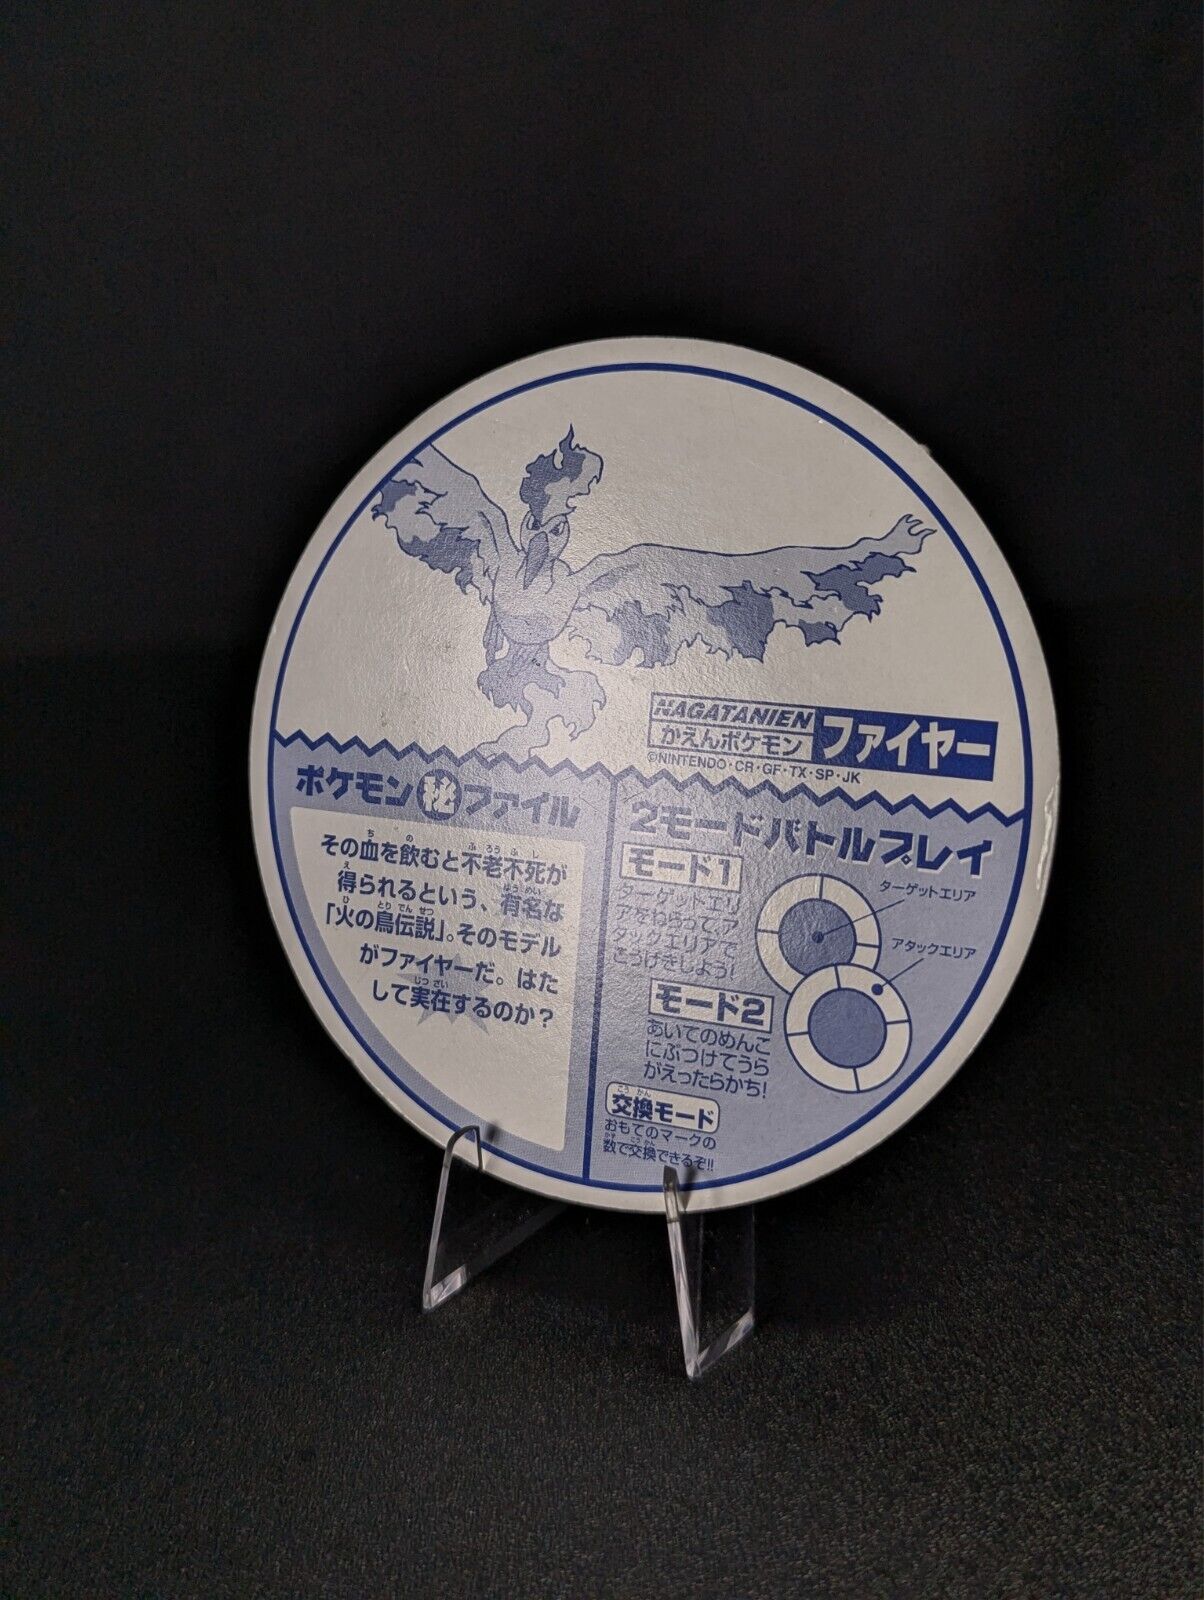 NAGATANIEN
かえんポケモン
ファイヤー
©NINTENDO・CR・GF・TX・SP・JK
ポケモン㊙ファイル
その血を飲むと不老不死が
得られるという、有名な
「火の鳥伝説」。そのモデル
がファイヤーだ。はた
して実在するのか？
2モードバトルプレイ
モード1
ターゲットエリ
アをねらって、ア
タックエリアで
こうげきしよう!
ターゲットエリア
アタックエリア
モード2
あいてのめんこ
にぶつけてうら
がえったらかち!
交換モード
おもてのマークの
数で交換できるぞ!!